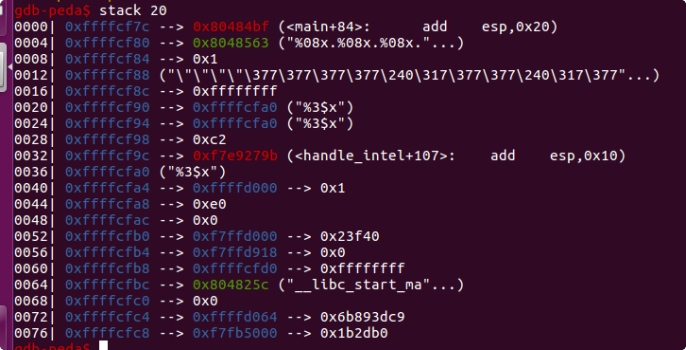 gdb-peda$ stack 20
0000| 0xffffcf7c --> 0x80484bf (<main+84>:	add    esp,0x20)
0004| 0xffffcf80 --> 0x8048563 ("%08x.%08x.%08x."...)
0008| 0xffffcf84 --> 0x1
0012| 0xffffcf88 ("\"\"\"\"\377\377\377\377\240\317\377\377\240\317\377"...)
0016| 0xffffcf8c --> 0xffffffff
0020| 0xffffcf90 --> 0xffffcfa0 ("%3$x")
0024| 0xffffcf94 --> 0xffffcfa0 ("%3$x")
0028| 0xffffcf98 --> 0xc2
0032| 0xffffcf9c --> 0xf7e9279b (<handle_intel+107>:	add    esp,0x10)
0036| 0xffffcfa0 ("%3$x")
0040| 0xffffcfa4 --> 0xffffd000 --> 0x1
0044| 0xffffcfa8 --> 0xe0
0048| 0xffffcfac --> 0x0
0052| 0xffffcfb0 --> 0xf7ffd000 --> 0x23f40
0056| 0xffffcfb4 --> 0xf7ffd918 --> 0x0
0060| 0xffffcfb8 --> 0xffffcfd0 --> 0xffffffff
0064| 0xffffcfbc --> 0x804825c ("__libc_start_ma"...)
0068| 0xffffcfc0 --> 0x0
0072| 0xffffcfc4 --> 0xffffd064 --> 0x6b893dc9
0076| 0xffffcfc8 --> 0xf7fb5000 --> 0x1b2db0
gdb-peda$